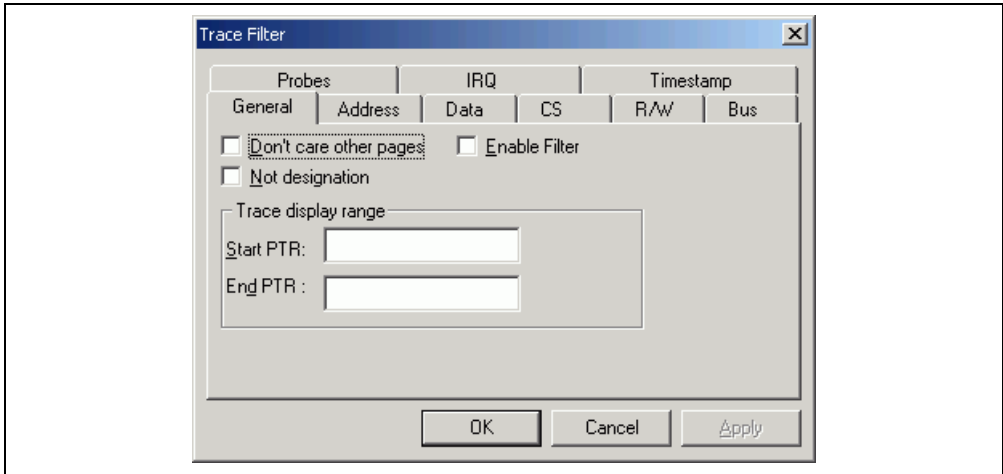 Trace Filter
Probes IRQ Timestamp
General Address Data CS R/W Bus
Don't care other pages Enable Filter
Not designation
Trace display range
Start PTR:
End PTR :
OK Cancel Apply